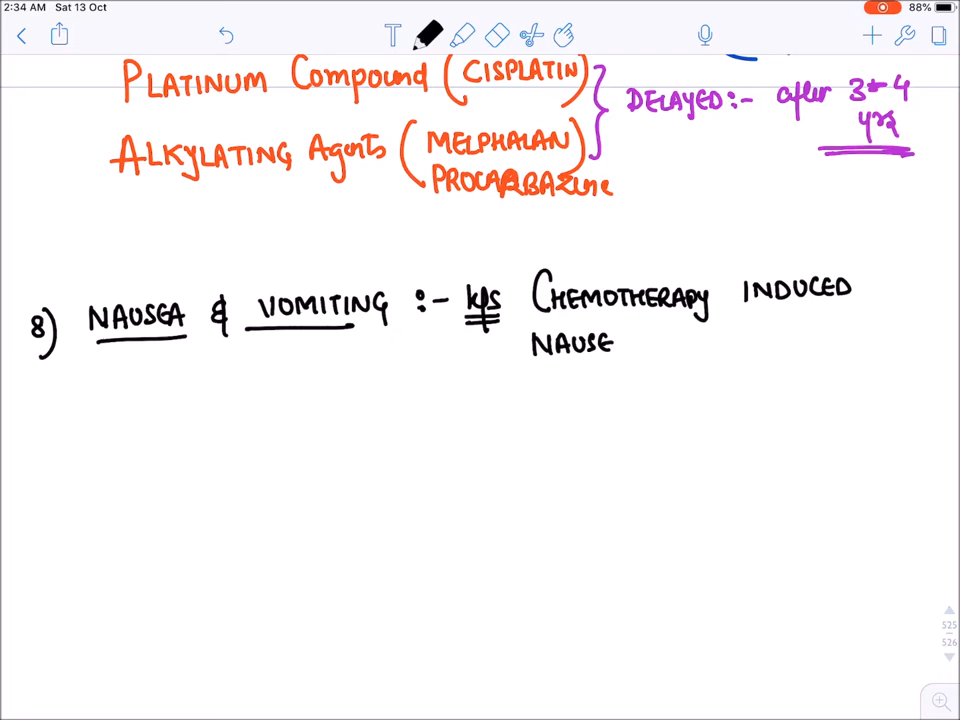 2:34 AM Sat 13 Oct 88%
T
PLATINUM Compound (CISPLATIN)
DELAYED:- after 3 4 yrs
ALKYLATING Agents (MELPHALAN
PROCARBAZINE
8) NAUSEA & VOMITING :- k/s CHEMOTHERAPY INDUCED
NAUSE
525
526